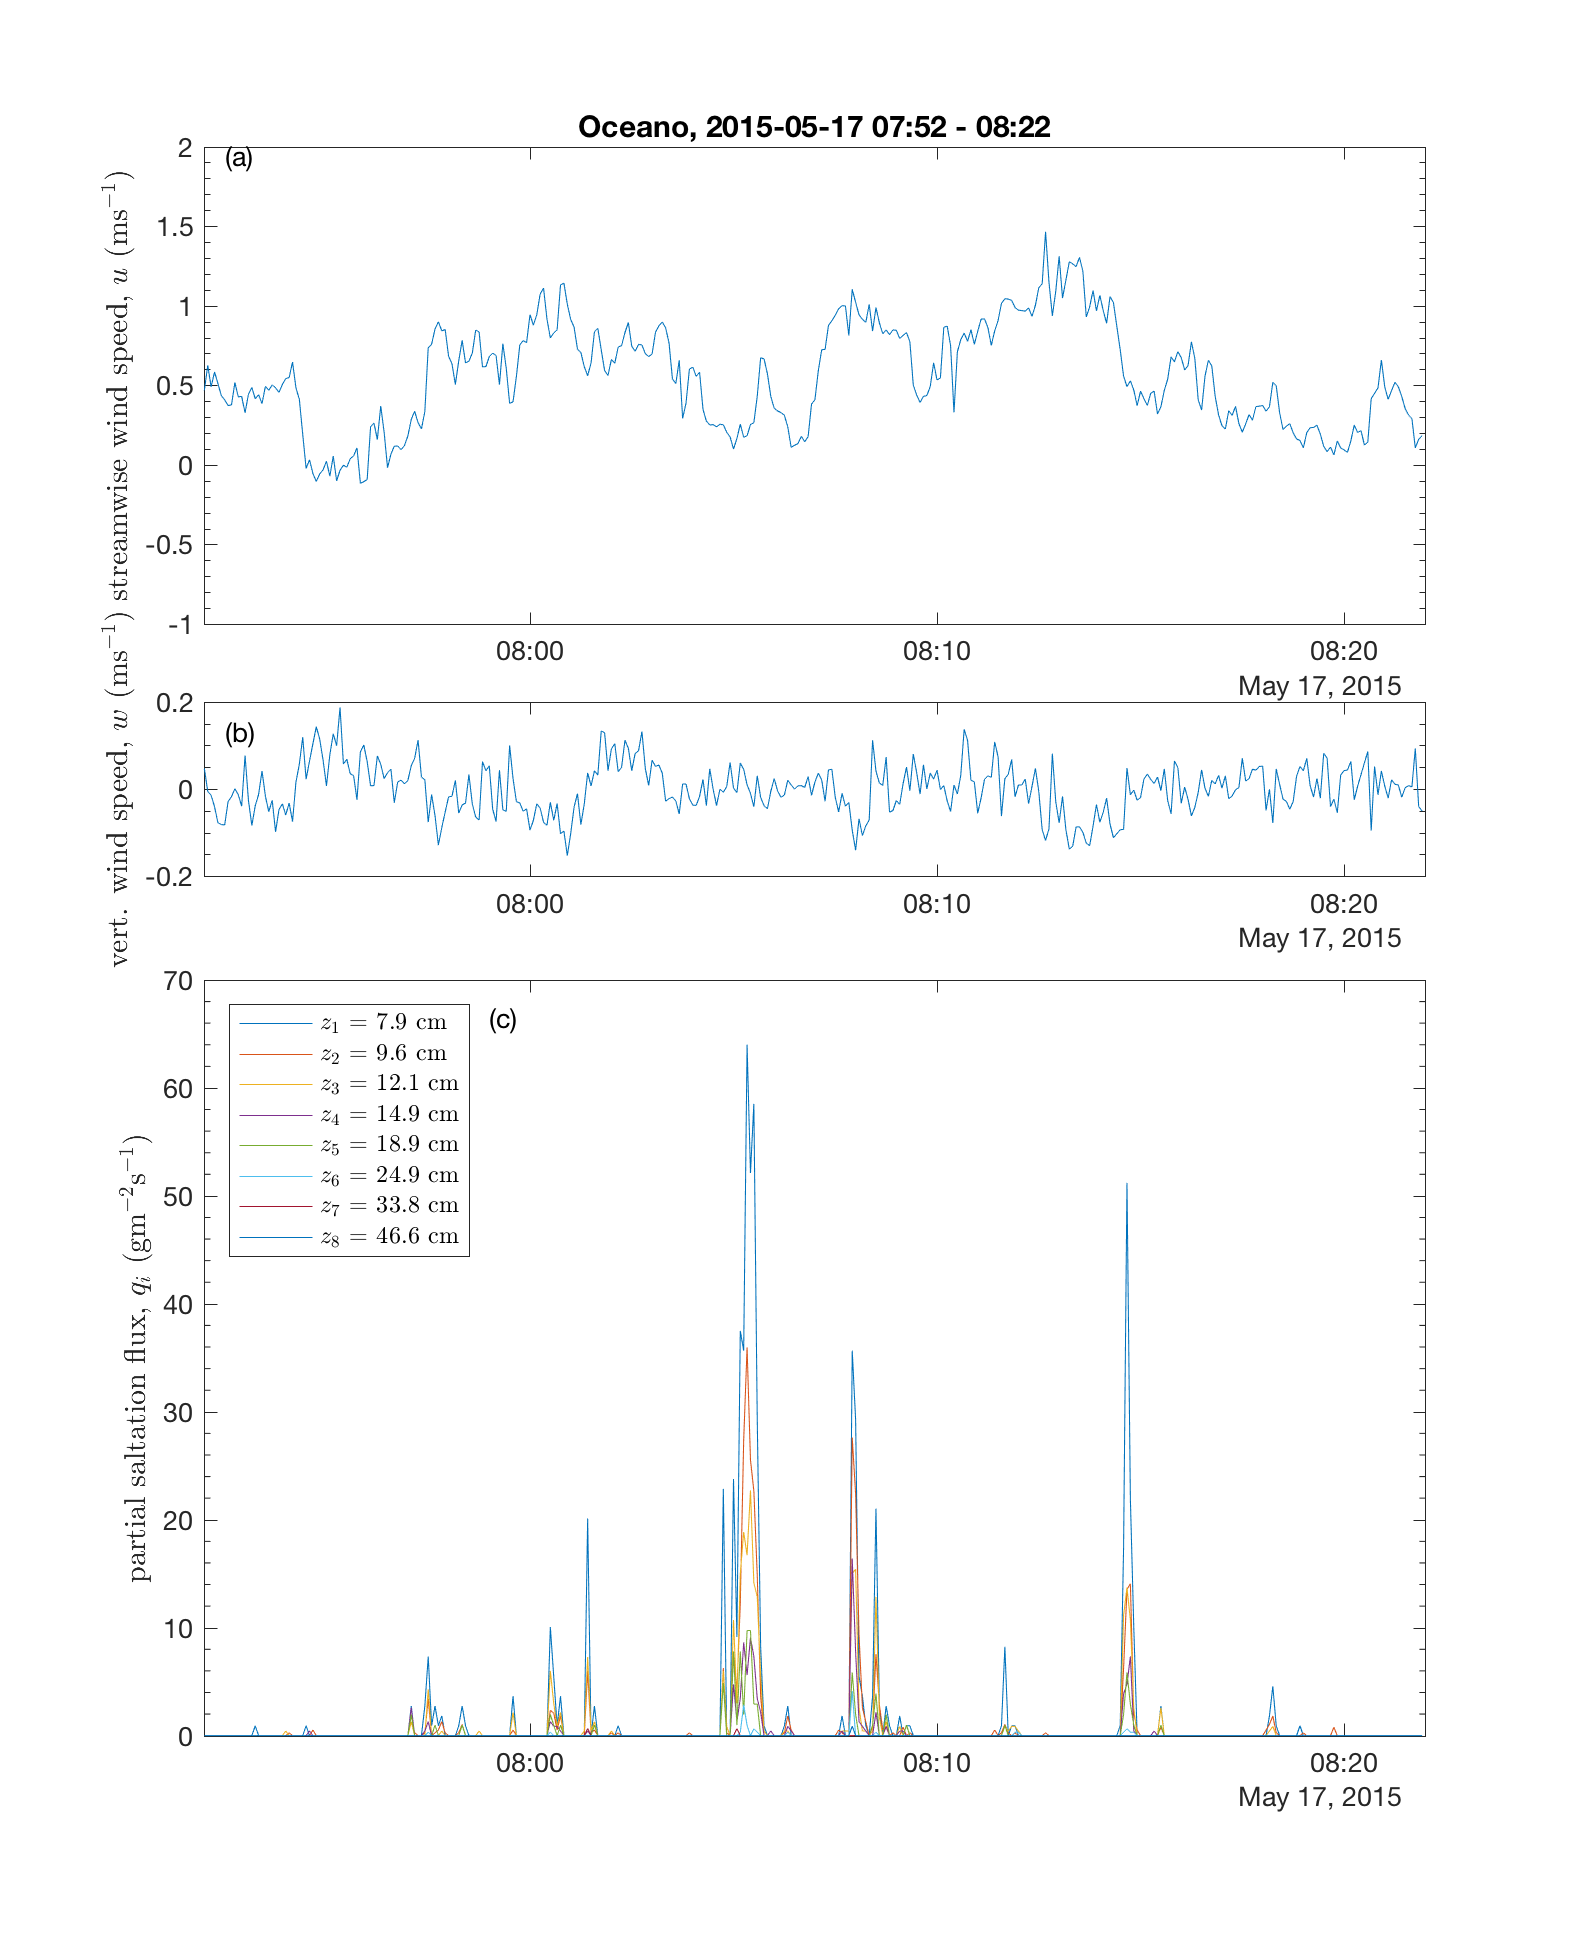 Oceano, 2015-05-17 07:52 - 08:22
(a)
streamwise wind speed, u (ms⁻¹)
2
1.5
1
0.5
0
-0.5
-1
08:00 08:10 08:20
May 17, 2015
(b)
vert. wind speed, w (ms⁻¹)
0.2
0
-0.2
08:00 08:10 08:20
May 17, 2015
(c)
partial saltation flux, qᵢ (gm⁻²s⁻¹)
70
60
50
40
30
20
10
0
z₁ = 7.9 cm
z₂ = 9.6 cm
z₃ = 12.1 cm
z₄ = 14.9 cm
z₅ = 18.9 cm
z₆ = 24.9 cm
z₇ = 33.8 cm
z₈ = 46.6 cm
08:00 08:10 08:20
May 17, 2015